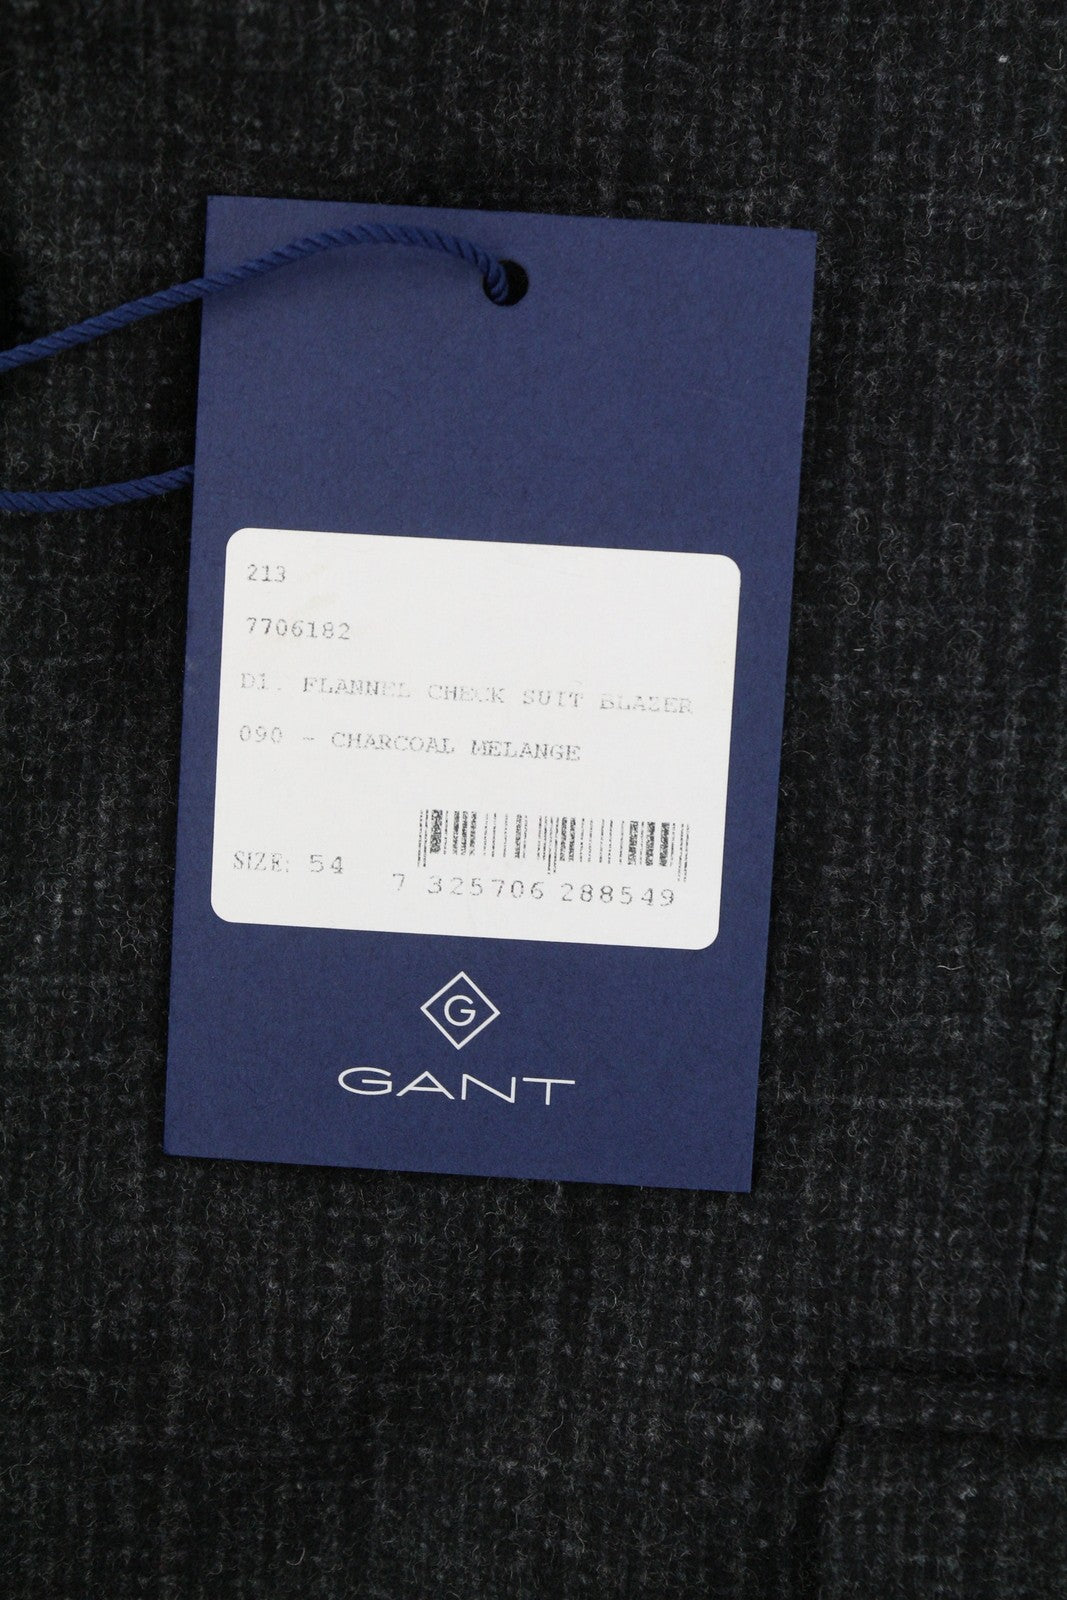 213
7706182
D1. FLANNEL CHECK SUIT BLAZER
090 - CHARCOAL MELANGE
SIZE: 54
7 325706 288549
G
GANT